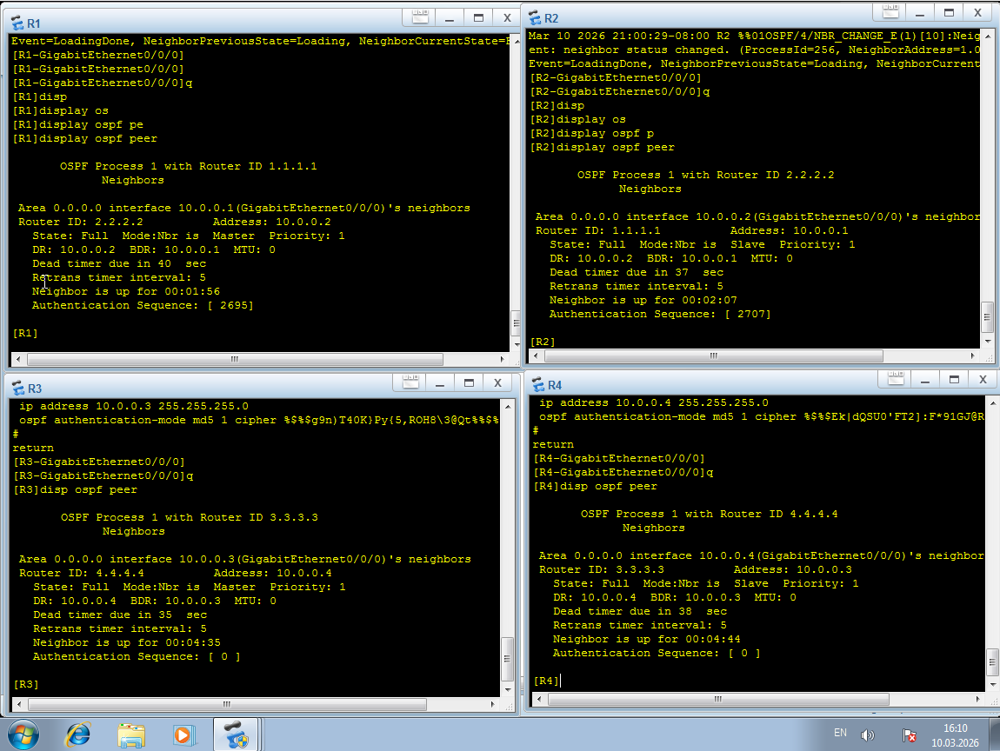 R1
Event=LoadingDone, NeighborPreviousState=Loading, NeighborCurrentState=
[R1-GigabitEthernet0/0/0]
[R1-GigabitEthernet0/0/0]
[R1-GigabitEthernet0/0/0]q
[R1]disp
[R1]display os
[R1]display ospf pe
[R1]display ospf peer
OSPF Process 1 with Router ID 1.1.1.1
Neighbors
Area 0.0.0.0 interface 10.0.0.1(GigabitEthernet0/0/0)'s neighbors
Router ID: 2.2.2.2 Address: 10.0.0.2
State: Full Mode:Nbr is Master Priority: 1
DR: 10.0.0.2 BDR: 10.0.0.1 MTU: 0
Dead timer due in 40 sec
Retrans timer interval: 5
Neighbor is up for 00:01:56
Authentication Sequence: [ 2695]
[R1]
R2
Mar 10 2026 21:00:29-08:00 R2 %%01OSPF/4/NBR_CHANGE_E(l)[10]:Neig
ent: neighbor status changed. (ProcessId=256, NeighborAddress=1.0
Event=LoadingDone, NeighborPreviousState=Loading, NeighborCurrent
[R2-GigabitEthernet0/0/0]
[R2-GigabitEthernet0/0/0]q
[R2]disp
[R2]display os
[R2]display ospf p
[R2]display ospf peer
OSPF Process 1 with Router ID 2.2.2.2
Neighbors
Area 0.0.0.0 interface 10.0.0.2(GigabitEthernet0/0/0)'s neighbor
Router ID: 1.1.1.1 Address: 10.0.0.1
State: Full Mode:Nbr is Slave Priority: 1
DR: 10.0.0.2 BDR: 10.0.0.1 MTU: 0
Dead timer due in 37 sec
Retrans timer interval: 5
Neighbor is up for 00:02:07
Authentication Sequence: [ 2707]
[R2]
R3
ip address 10.0.0.3 255.255.255.0
ospf authentication-mode md5 1 cipher %$%$g9n)T40K}Py{5,ROH8\3@Qt%%$%
#
return
[R3-GigabitEthernet0/0/0]
[R3-GigabitEthernet0/0/0]q
[R3]disp ospf peer
OSPF Process 1 with Router ID 3.3.3.3
Neighbors
Area 0.0.0.0 interface 10.0.0.3(GigabitEthernet0/0/0)'s neighbors
Router ID: 4.4.4.4 Address: 10.0.0.4
State: Full Mode:Nbr is Master Priority: 1
DR: 10.0.0.4 BDR: 10.0.0.3 MTU: 0
Dead timer due in 35 sec
Retrans timer interval: 5
Neighbor is up for 00:04:35
Authentication Sequence: [ 0 ]
[R3]
R4
ip address 10.0.0.4 255.255.255.0
ospf authentication-mode md5 1 cipher %$%$Ek|dQSU0'FT2]:F*91GJ@R
#
return
[R4-GigabitEthernet0/0/0]
[R4-GigabitEthernet0/0/0]q
[R4]disp ospf peer
OSPF Process 1 with Router ID 4.4.4.4
Neighbors
Area 0.0.0.0 interface 10.0.0.4(GigabitEthernet0/0/0)'s neighbor
Router ID: 3.3.3.3 Address: 10.0.0.3
State: Full Mode:Nbr is Slave Priority: 1
DR: 10.0.0.4 BDR: 10.0.0.3 MTU: 0
Dead timer due in 38 sec
Retrans timer interval: 5
Neighbor is up for 00:04:44
Authentication Sequence: [ 0 ]
[R4]
EN
16:10
10.03.2026